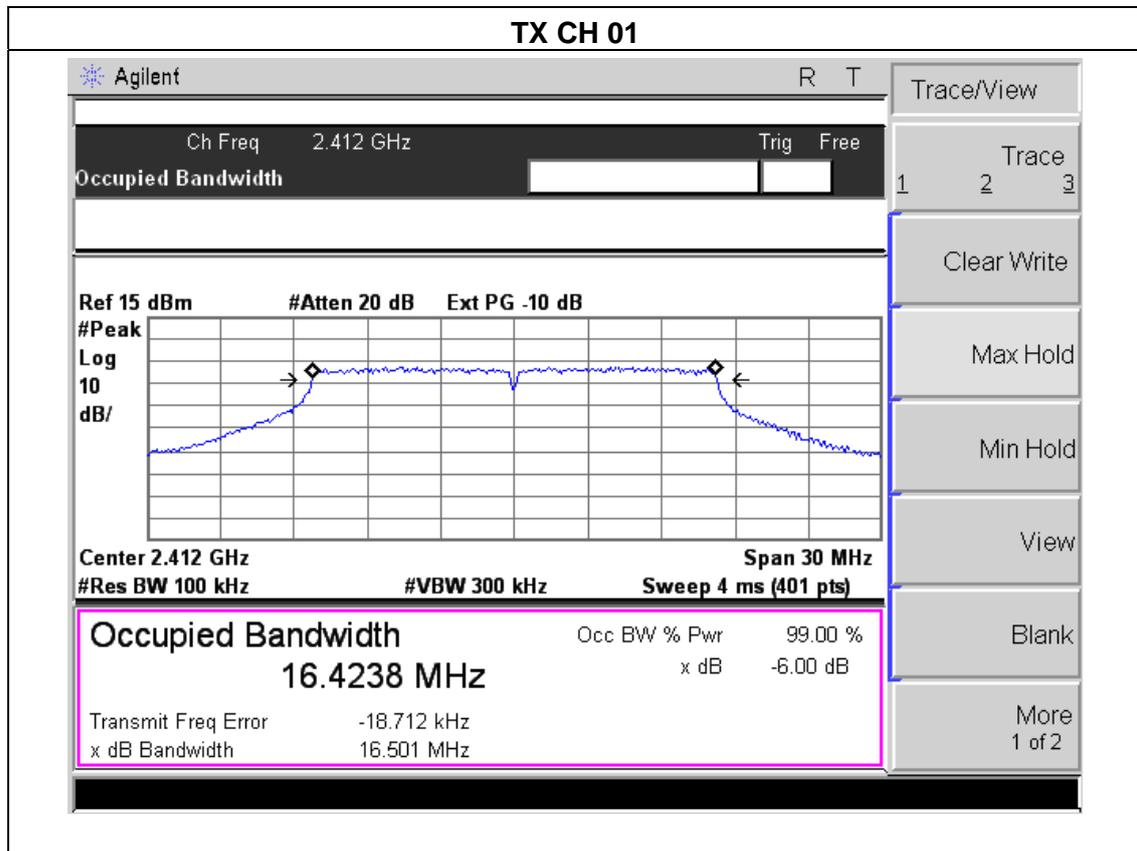 TX CH 01
Agilent R T
Ch Freq 2.412 GHz Trig Free
Occupied Bandwidth
Ref 15 dBm #Atten 20 dB Ext PG -10 dB
#Peak
Log
10
dB/
Center 2.412 GHz Span 30 MHz
#Res BW 100 kHz #VBW 300 kHz Sweep 4 ms (401 pts)
Occupied Bandwidth Occ BW % Pwr 99.00 %
16.4238 MHz x dB -6.00 dB
Transmit Freq Error -18.712 kHz
x dB Bandwidth 16.501 MHz
Trace/View
Trace
1 2 3
Clear Write
Max Hold
Min Hold
View
Blank
More
1 of 2